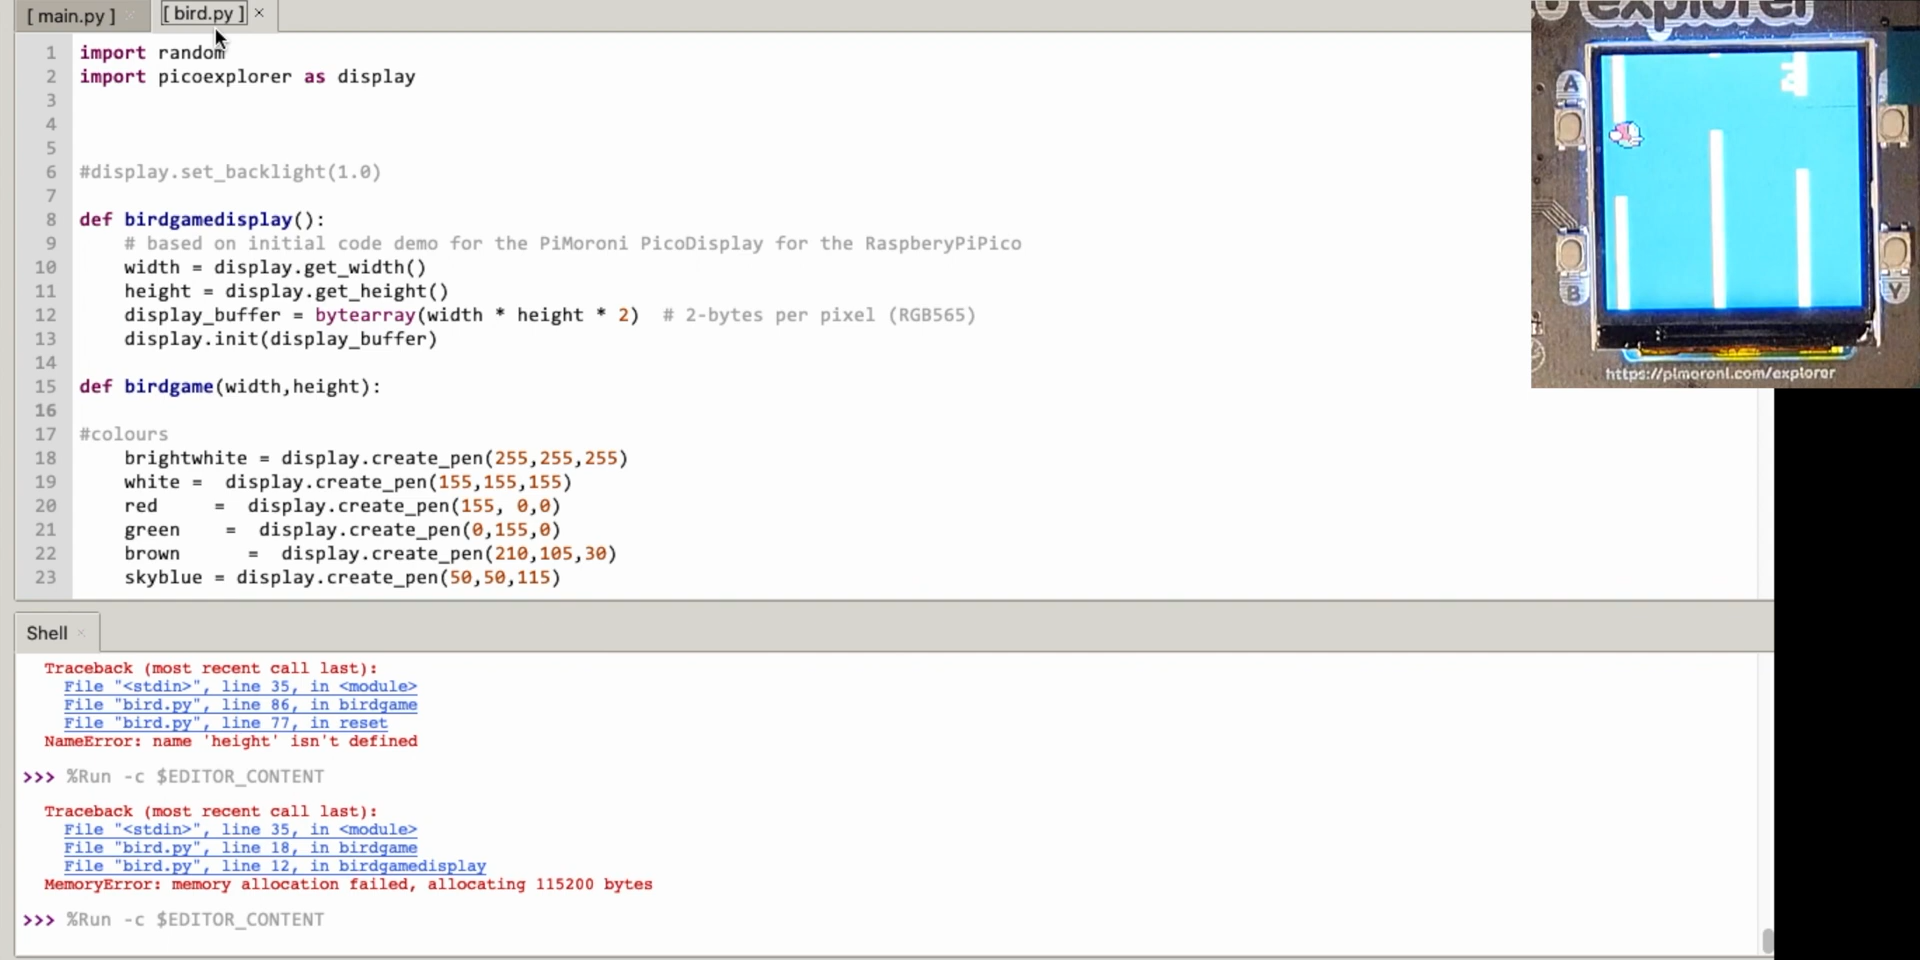 [ main.py ]
[ bird.py ]
1 import random
2 import picoexplorer as display
3
4
5
6 #display.set_backlight(1.0)
7
8 def birdgamedisplay():
9 # based on initial code demo for the PiMoroni PicoDisplay for the RaspberyPiPico
10 width = display.get_width()
11 height = display.get_height()
12 display_buffer = bytearray(width * height * 2)  # 2-bytes per pixel (RGB565)
13 display.init(display_buffer)
14
15 def birdgame(width,height):
16
17 #colours
18 brightwhite = display.create_pen(255,255,255)
19 white =  display.create_pen(155,155,155)
20 red     =  display.create_pen(155, 0,0)
21 green    =  display.create_pen(0,155,0)
22 brown      =  display.create_pen(210,105,30)
23 skyblue = display.create_pen(50,50,115)
explorer
A
B
Y
https://pimoroni.com/explorer
Shell
Traceback (most recent call last):
File "<stdin>", line 35, in <module>
File "bird.py", line 86, in birdgame
File "bird.py", line 77, in reset
NameError: name 'height' isn't defined
>>> %Run -c $EDITOR_CONTENT
Traceback (most recent call last):
File "<stdin>", line 35, in <module>
File "bird.py", line 18, in birdgame
File "bird.py", line 12, in birdgamedisplay
MemoryError: memory allocation failed, allocating 115200 bytes
>>> %Run -c $EDITOR_CONTENT